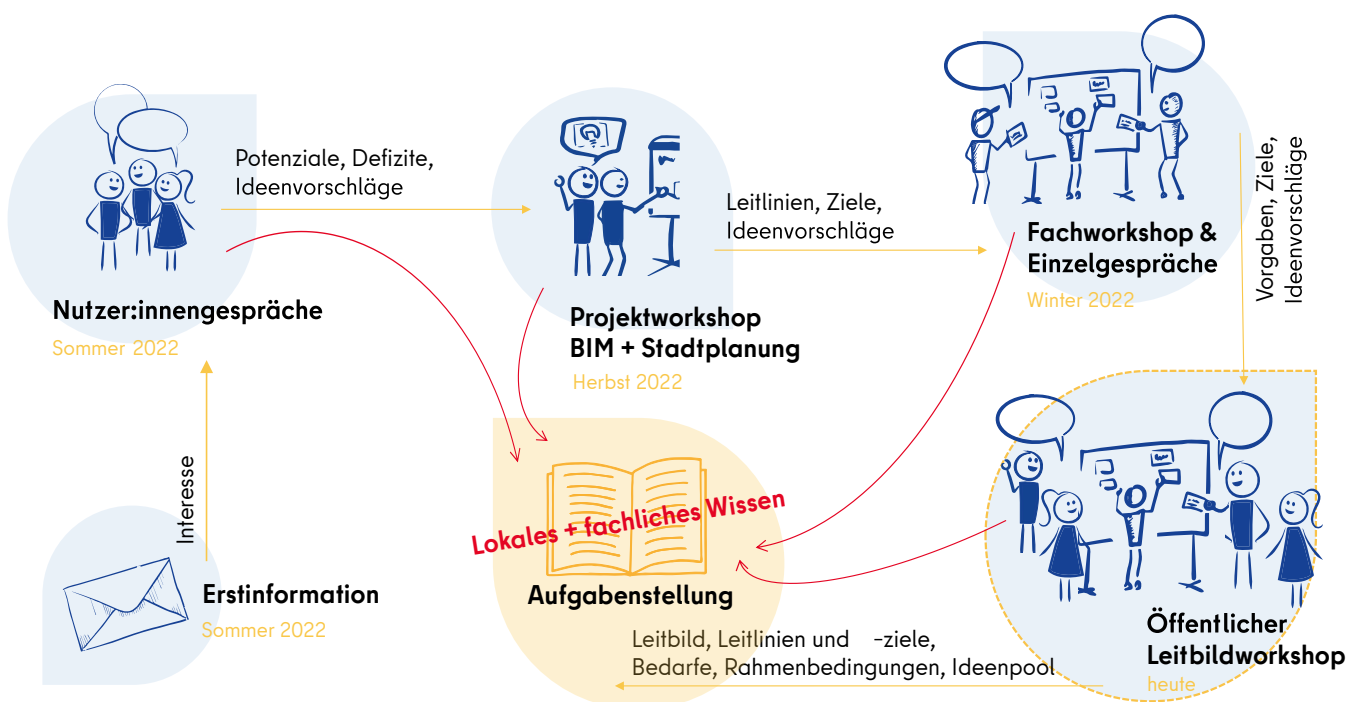 Potenziale, Defizite,
Ideenvorschläge
Nutzer:innengespräche
Sommer 2022
Leitlinien, Ziele,
Ideenvorschläge
Projektworkshop
BIM + Stadtplanung
Herbst 2022
Fachworkshop &
Einzelgespräche
Winter 2022
Vorgaben, Ziele,
Ideenvorschläge
Interesse
Erstinformation
Sommer 2022
Lokales + fachliches Wissen
Aufgabenstellung
Leitbild, Leitlinien und -ziele,
Bedarfe, Rahmenbedingungen, Ideenpool
Öffentlicher
Leitbildworkshop
heute